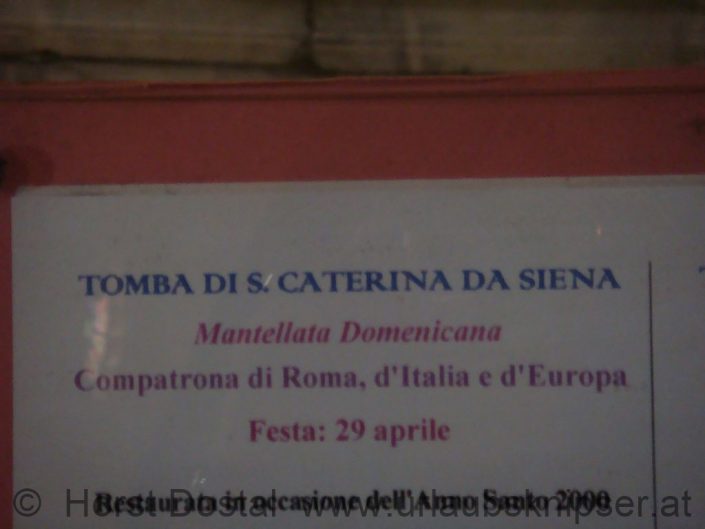 TOMBA DI S. CATERINA DA SIENA
Mantellata Domenicana
Compatrona di Roma, d'Italia e d'Europa
Festa: 29 aprile
Restaurata in occasione dell'Anno Santo 2000
© Horst Dostal www.urlaubsknipser.at